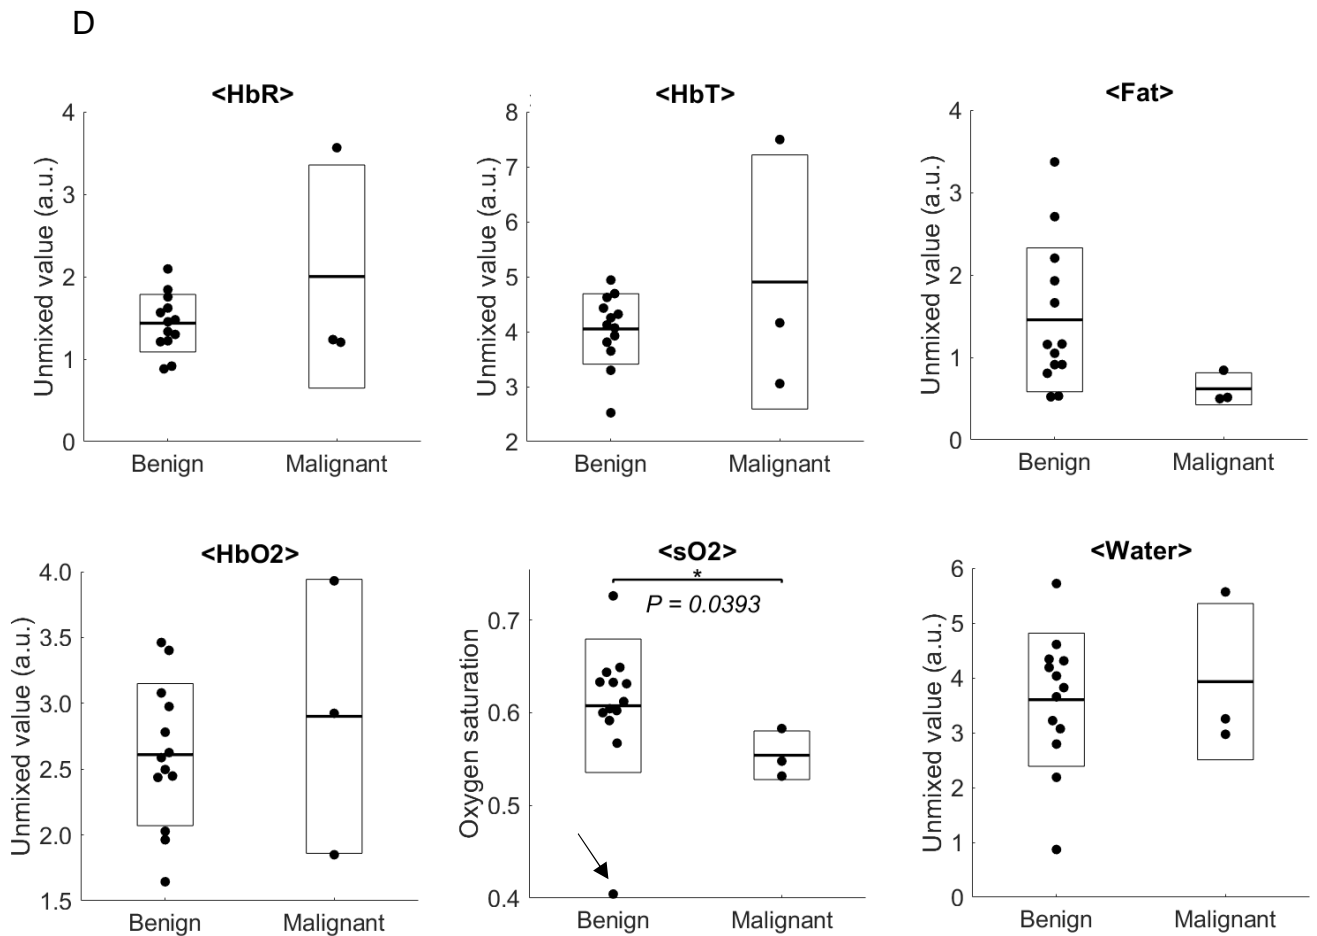 D
<HbR>
Unmixed value (a.u.)
4
3
2
1
0
Benign Malignant
<HbT>
Unmixed value (a.u.)
8
7
6
5
4
3
2
Benign Malignant
<Fat>
Unmixed value (a.u.)
4
3
2
1
0
Benign Malignant
<HbO2>
Unmixed value (a.u.)
4.0
3.5
3.0
2.5
2.0
1.5
Benign Malignant
<sO2>
*
P = 0.0393
Oxygen saturation
0.7
0.6
0.5
0.4
Benign Malignant
<Water>
Unmixed value (a.u.)
6
5
4
3
2
1
0
Benign Malignant